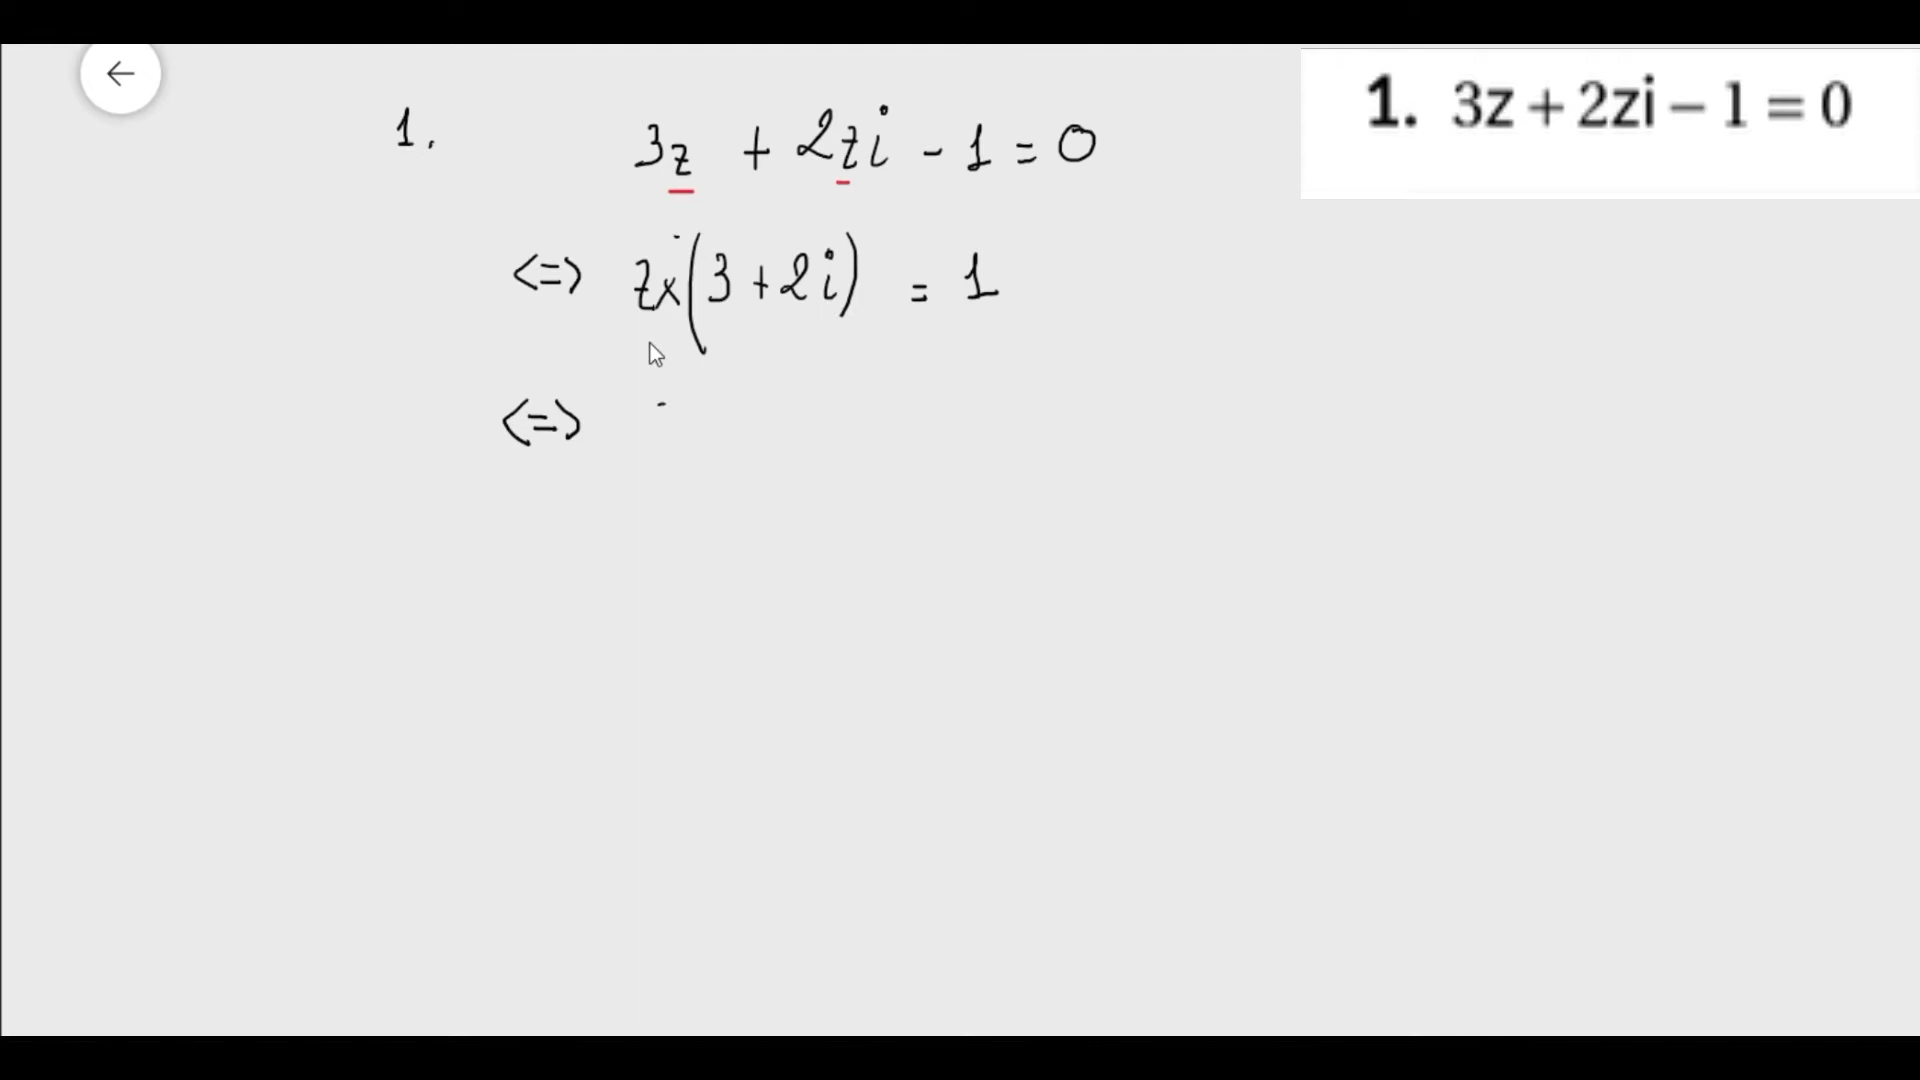 1. 3z + 2zi - 1 = 0
1. 3z + 2zi − 1 = 0
<=> z×(3 + 2i) = 1
<=>